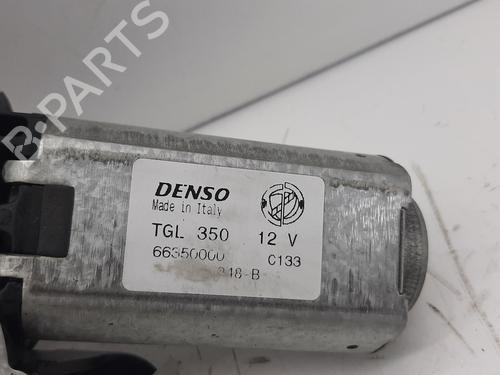 B-PARTS
DENSO
Made in Italy
TGL 350 12 V
66350000 C133
218-B